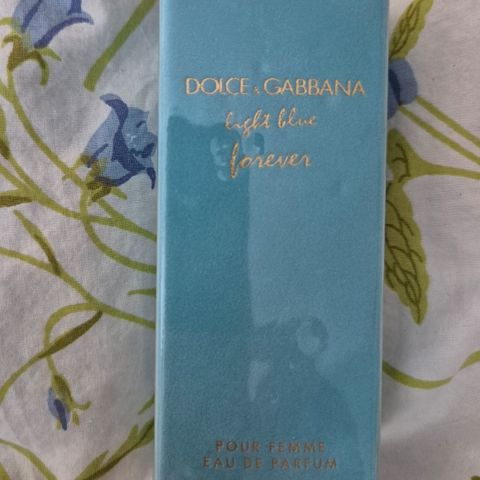 DOLCE & GABBANA
light blue
forever
POUR FEMME
EAU DE PARFUM